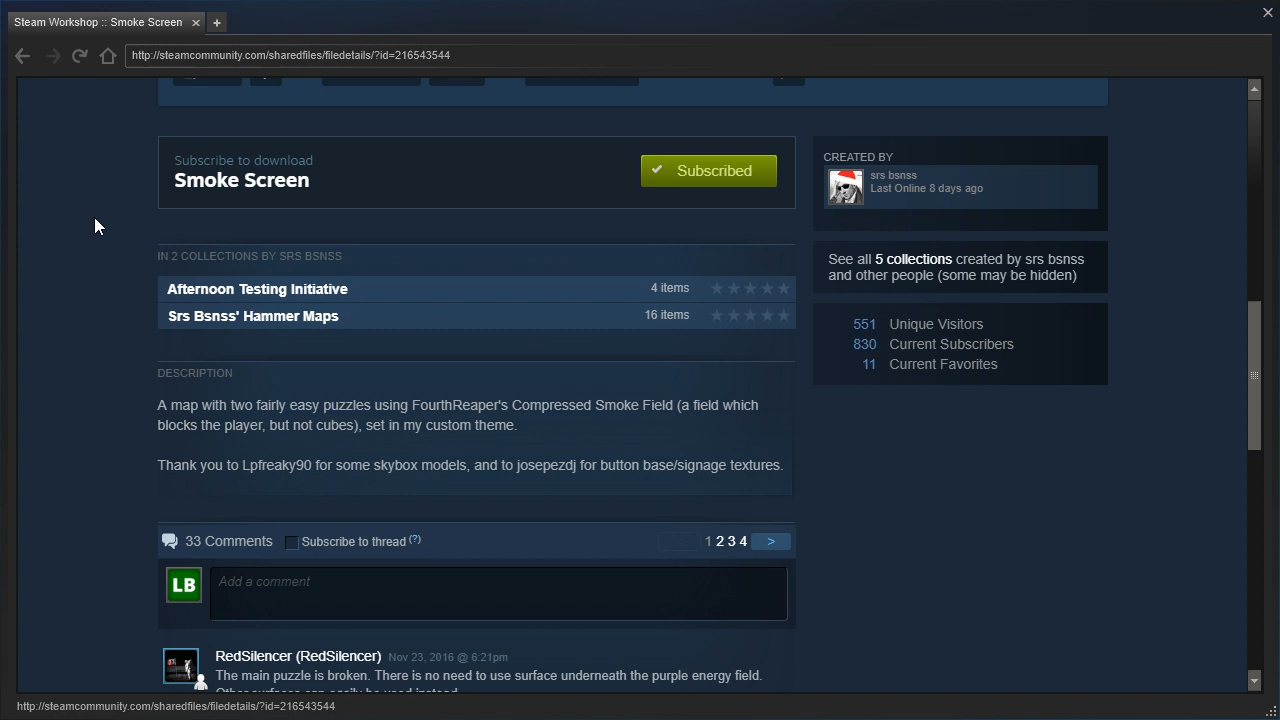 Steam Workshop :: Smoke Screen
http://steamcommunity.com/sharedfiles/filedetails/?id=216543544
Subscribe to download
Smoke Screen
Subscribed
CREATED BY
srs bsnss
Last Online 8 days ago
IN 2 COLLECTIONS BY SRS BSNSS
Afternoon Testing Initiative 4 items
Srs Bsnss' Hammer Maps 16 items
See all 5 collections created by srs bsnss
and other people (some may be hidden)
551 Unique Visitors
830 Current Subscribers
11 Current Favorites
DESCRIPTION
A map with two fairly easy puzzles using FourthReaper's Compressed Smoke Field (a field which
blocks the player, but not cubes), set in my custom theme.
Thank you to Lpfreaky90 for some skybox models, and to josepezdj for button base/signage textures.
33 Comments Subscribe to thread (?) 1 2 3 4 >
LB
Add a comment
RedSilencer (RedSilencer) Nov 23, 2016 @ 6:21pm
The main puzzle is broken. There is no need to use surface underneath the purple energy field.
Other surfaces can easily be used instead
http://steamcommunity.com/sharedfiles/filedetails/?id=216543544